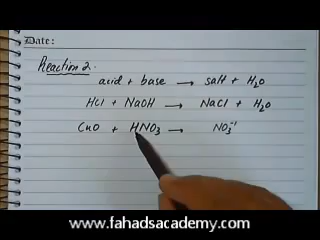 Date:
Reaction 2.
acid + base → salt + H₂O
HCl + NaOH → NaCl + H₂O
CuO + HNO₃ → NO₃⁻¹
www.fahadsacademy.com